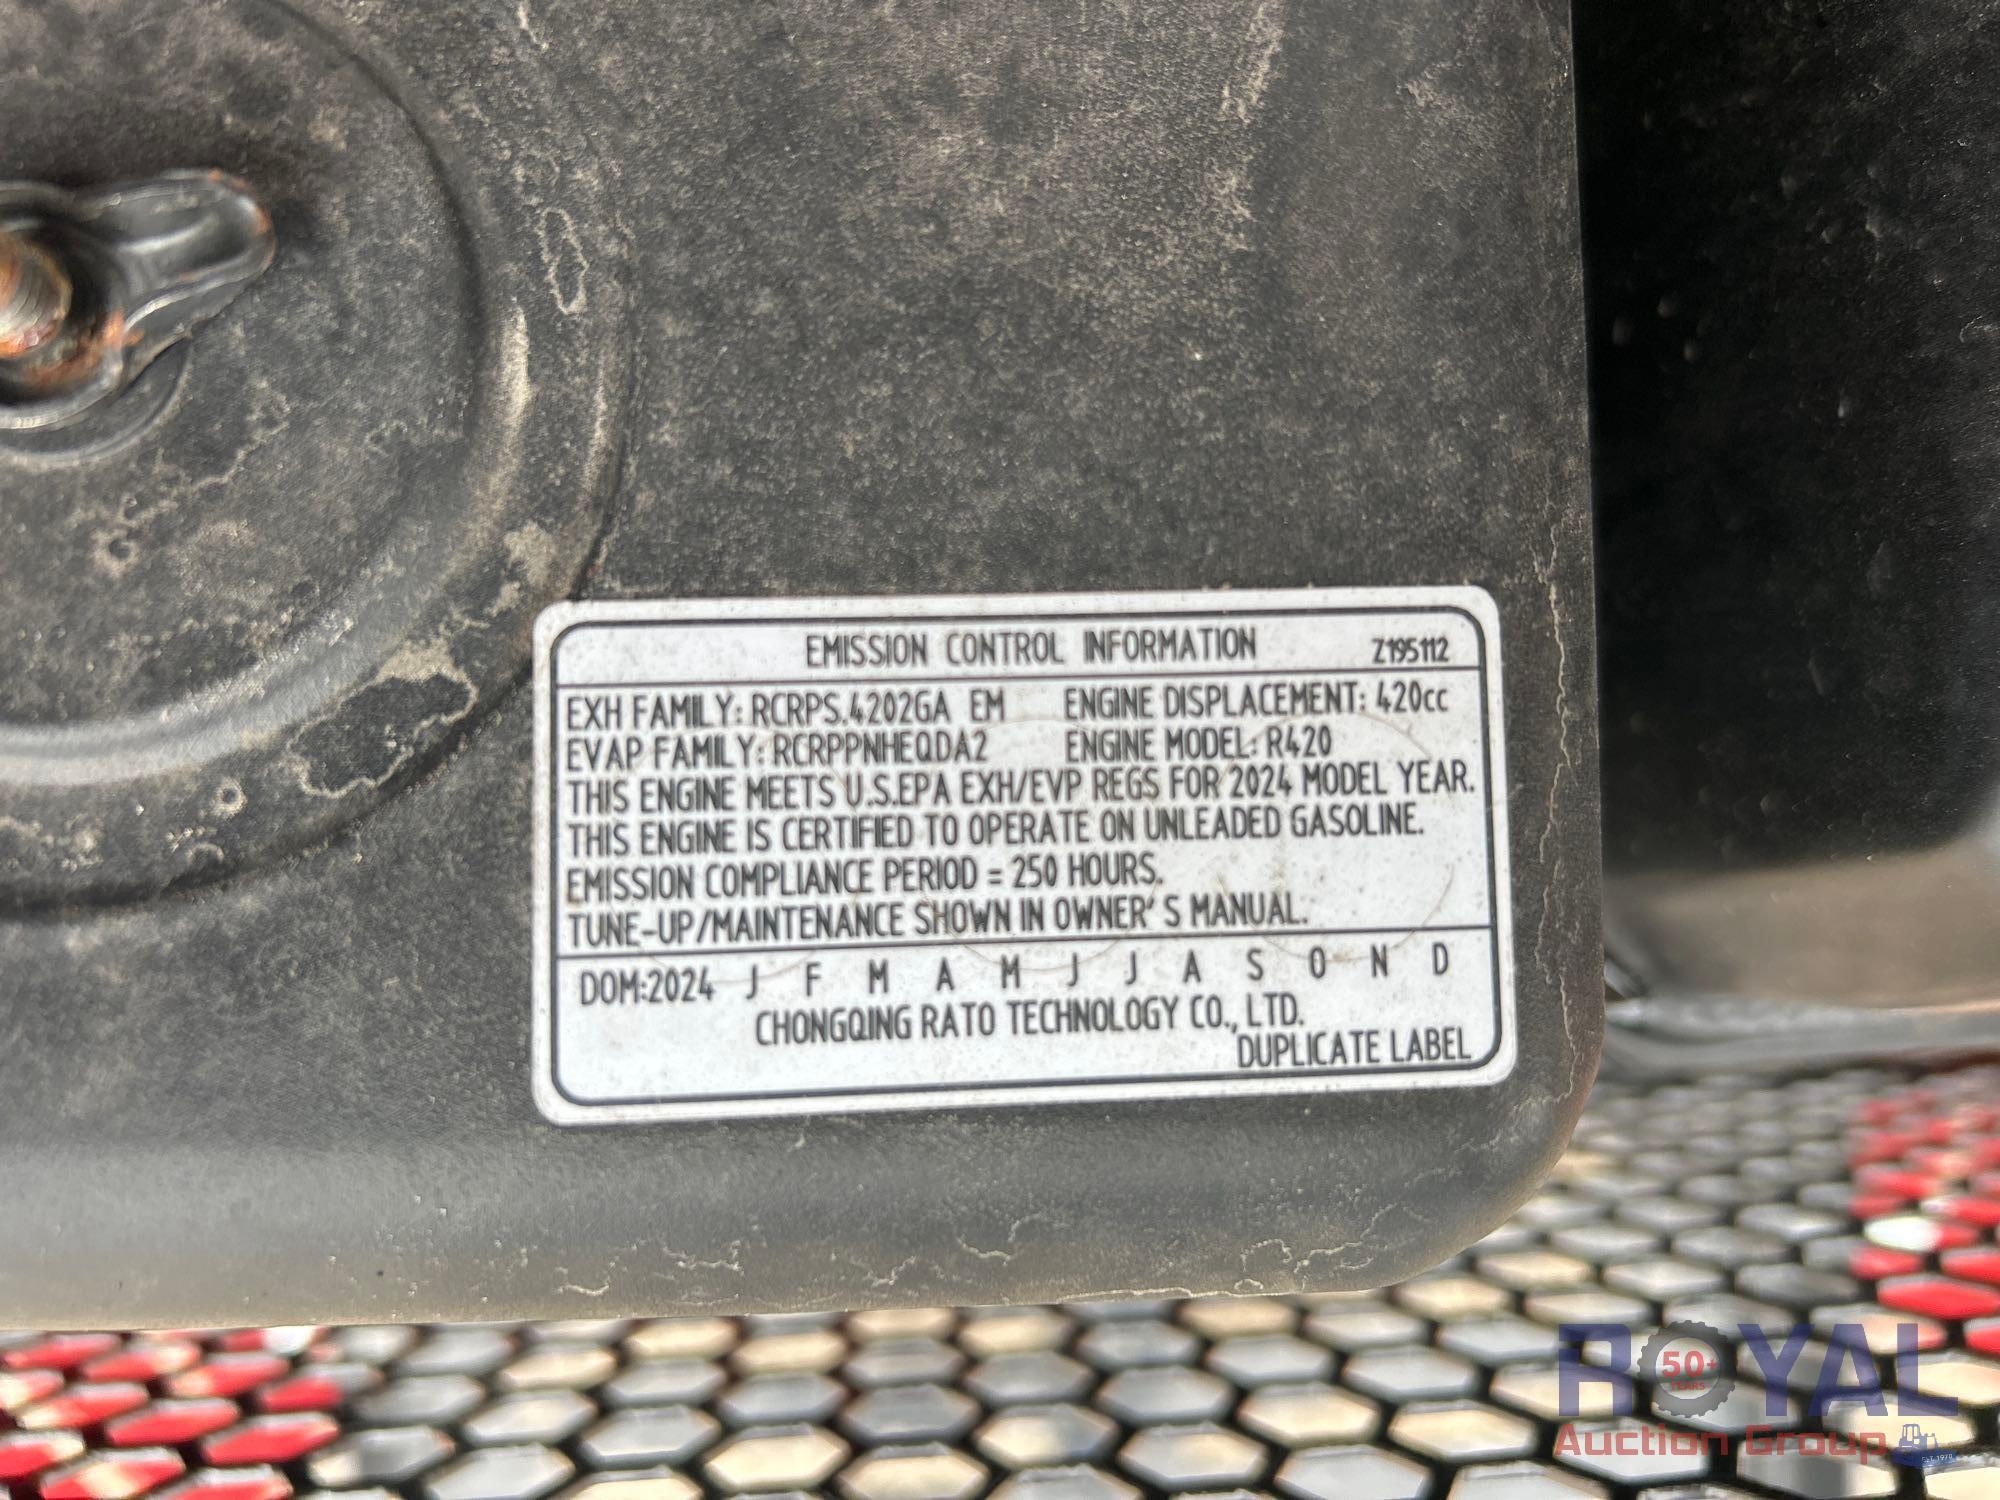 EMISSION CONTROL INFORMATION Z195112
EXH FAMILY: RCRPS.4202GA EM ENGINE DISPLACEMENT: 420cc
EVAP FAMILY: RCRPPNHEQDA2 ENGINE MODEL: R420
THIS ENGINE MEETS U.S.EPA EXH/EVP REGS FOR 2024 MODEL YEAR.
THIS ENGINE IS CERTIFIED TO OPERATE ON UNLEADED GASOLINE.
EMISSION COMPLIANCE PERIOD = 250 HOURS.
TUNE-UP/MAINTENANCE SHOWN IN OWNER'S MANUAL.
DOM:2024 J F M A M J J A S O N D
CHONGQING RATO TECHNOLOGY CO., LTD.
DUPLICATE LABEL
ROYAL
50+
YEARS
Auction Group
EST. 1970